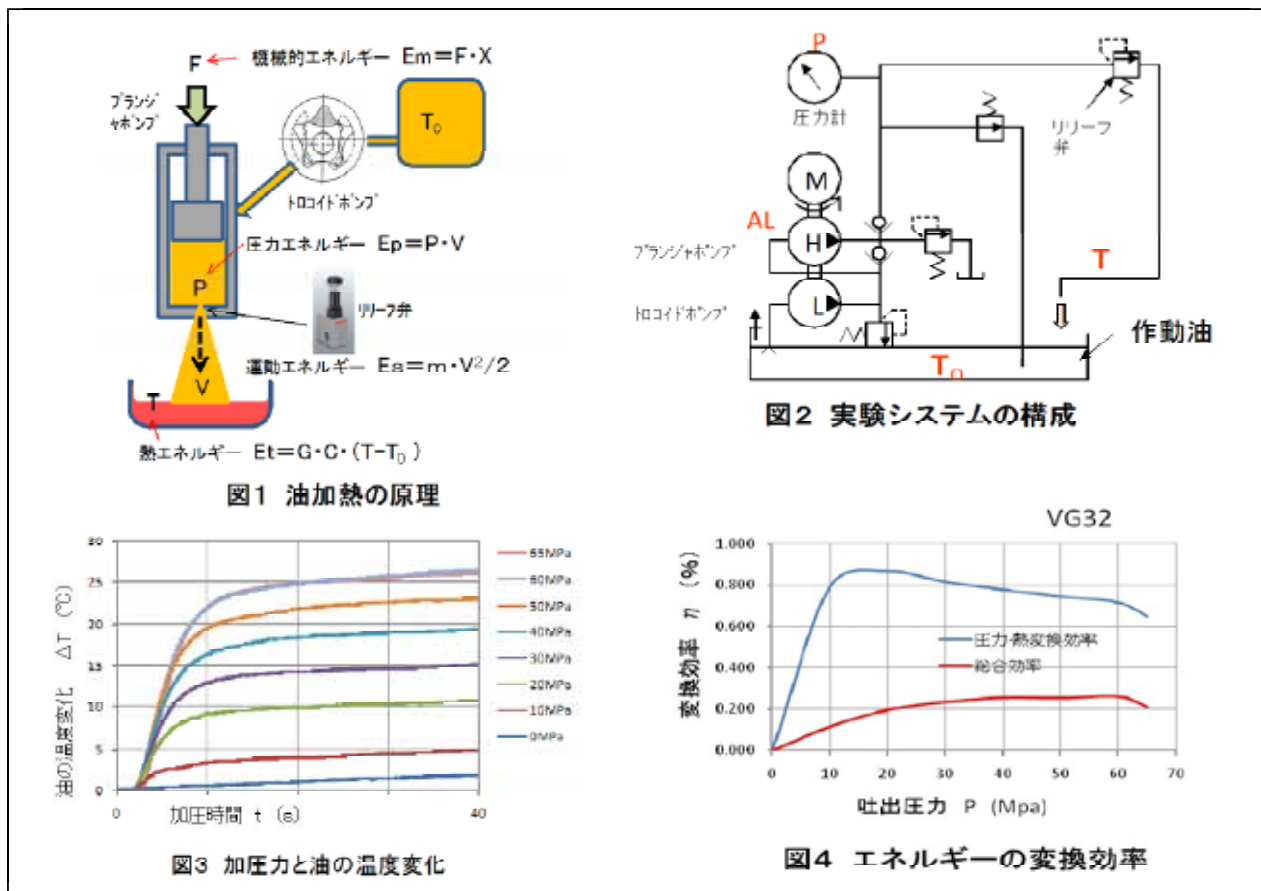 F
機械的エネルギー Em=F・X
プランジ
ャポンプ
T₀
トロコイドポンプ
圧力エネルギー Ep=P・V
P
リリーフ弁
運動エネルギー Ea=m・V²/2
V
T
熱エネルギー Et=G・C・(T-T₀)
図1 油加熱の原理
P
圧力計
リリーフ
弁
M
AL
H
プランジャポンプ
T
L
トロコイドポンプ
作動油
T₀
図2 実験システムの構成
油の温度変化 ΔT (℃)
30
25
20
15
10
5
0
0
40
加圧時間 t (s)
65MPa
60MPa
50MPa
40MPa
30MPa
20MPa
10MPa
0MPa
図3 加圧力と油の温度変化
VG32
変換効率 η (%)
1.000
0.800
0.600
0.400
0.200
0.000
圧力-熱変換効率
総合効率
0 10 20 30 40 50 60 70
吐出圧力 P (Mpa)
図4 エネルギーの変換効率